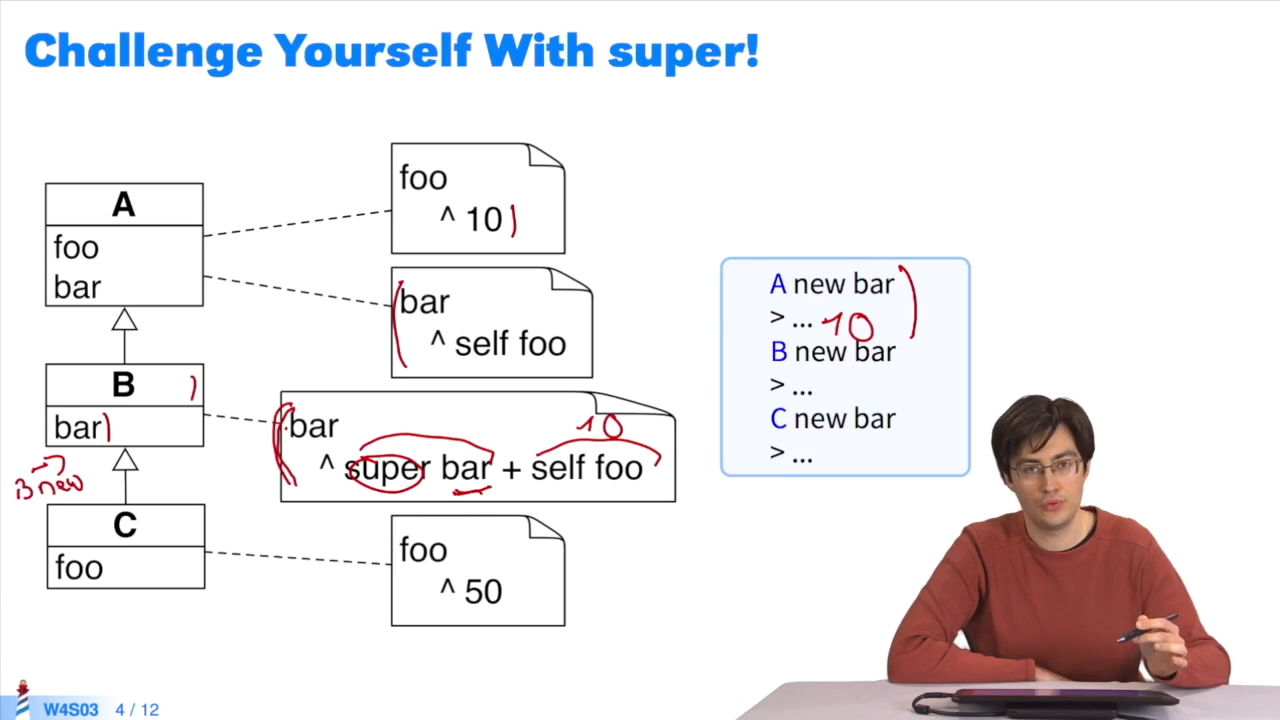 Challenge Yourself With super!
A
foo
bar
B
bar
B new
C
foo
foo
^ 10
bar
^ self foo
10
bar
^ super bar + self foo
foo
^ 50
A new bar
> ... 10
B new bar
> ...
C new bar
> ...
W4S03 4 / 12